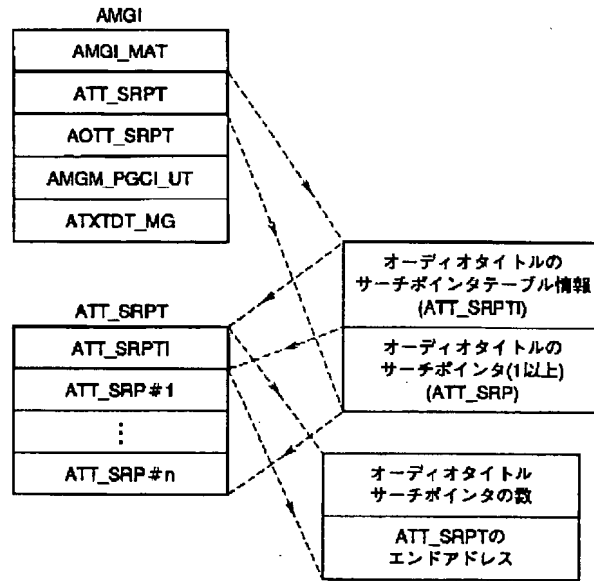 AMGI
AMGI_MAT
ATT_SRPT
AOTT_SRPT
AMGM_PGCI_UT
ATXTDT_MG
オーディオタイトルの
サーチポインタテーブル情報
(ATT_SRPTI)
オーディオタイトルの
サーチポインタ(1以上)
(ATT_SRP)
ATT_SRPT
ATT_SRPTI
ATT_SRP#1
⋮
ATT_SRP#n
オーディオタイトル
サーチポインタの数
ATT_SRPTの
エンドアドレス